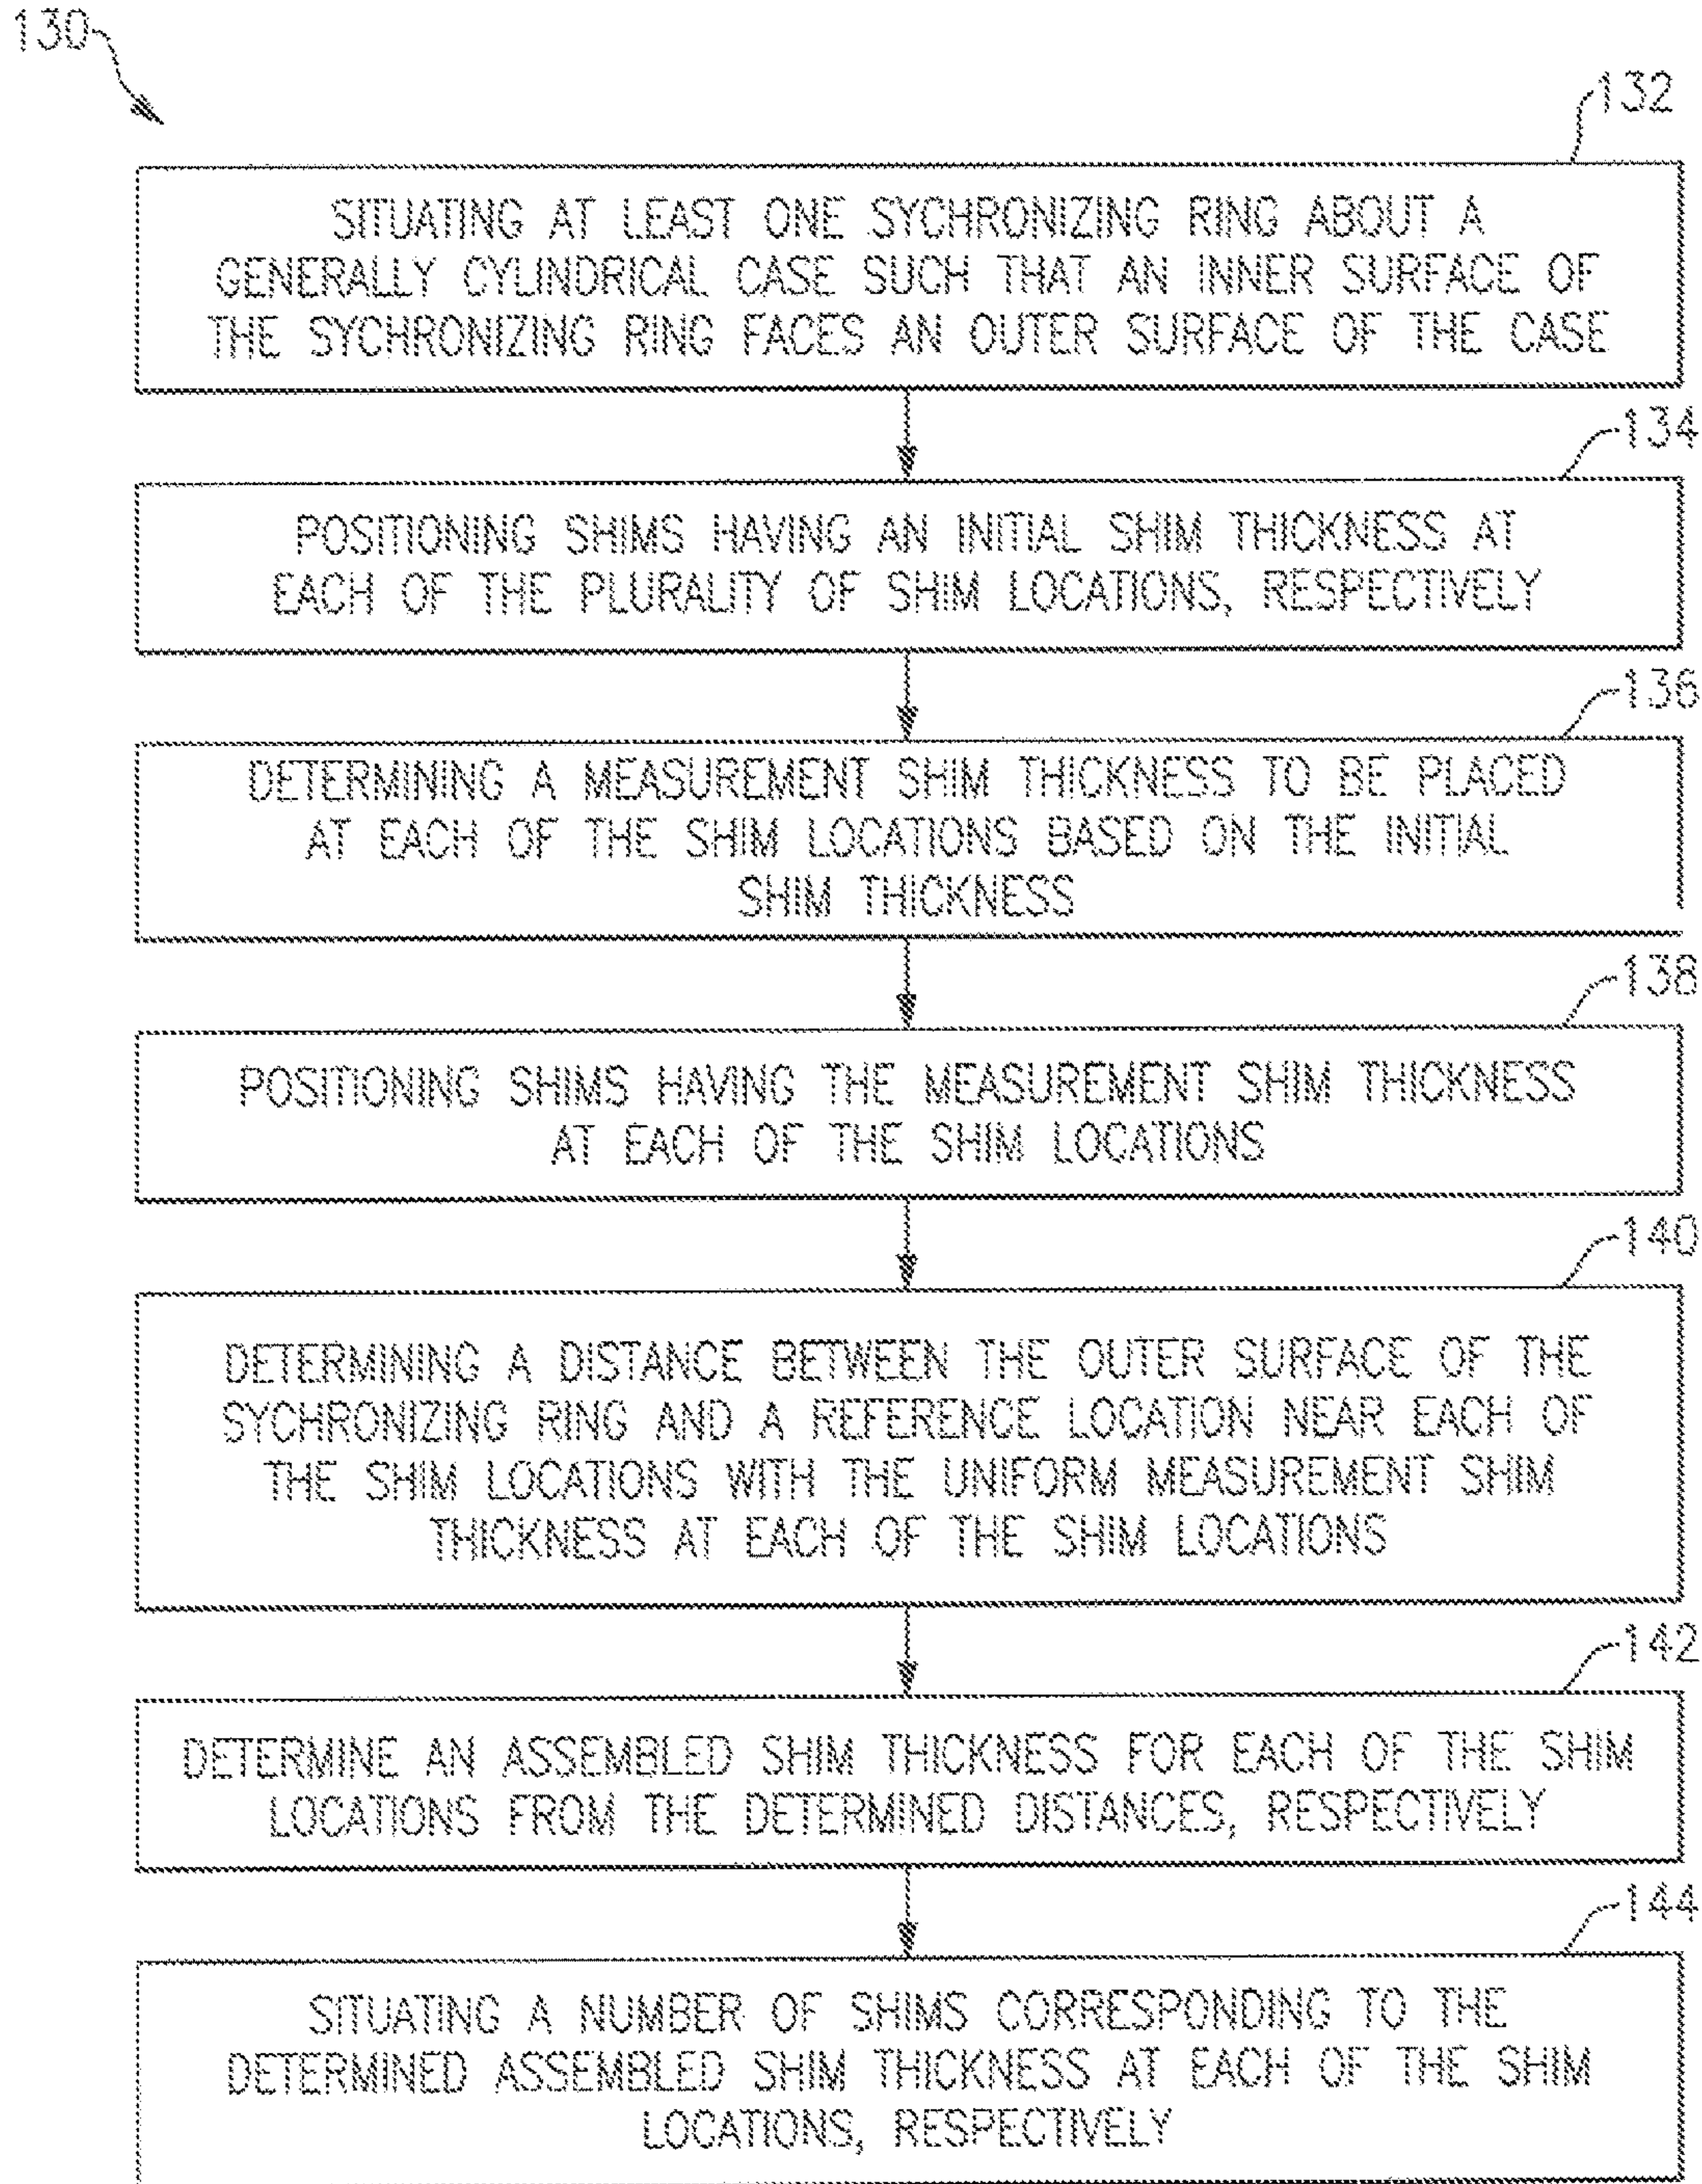 130
132
SITUATING AT LEAST ONE SYCHRONIZING RING ABOUT A
GENERALLY CYLINDRICAL CASE SUCH THAT AN INNER SURFACE OF
THE SYCHRONIZING RING FACES AN OUTER SURFACE OF THE CASE
134
POSITIONING SHIMS HAVING AN INITIAL SHIM THICKNESS AT
EACH OF THE PLURALITY OF SHIM LOCATIONS, RESPECTIVELY
136
DETERMINING A MEASUREMENT SHIM THICKNESS TO BE PLACED
AT EACH OF THE SHIM LOCATIONS BASED ON THE INITIAL
SHIM THICKNESS
138
POSITIONING SHIMS HAVING THE MEASUREMENT SHIM THICKNESS
AT EACH OF THE SHIM LOCATIONS
140
DETERMINING A DISTANCE BETWEEN THE OUTER SURFACE OF THE
SYCHRONIZING RING AND A REFERENCE LOCATION NEAR EACH OF
THE SHIM LOCATIONS WITH THE UNIFORM MEASUREMENT SHIM
THICKNESS AT EACH OF THE SHIM LOCATIONS
142
DETERMINE AN ASSEMBLED SHIM THICKNESS FOR EACH OF THE SHIM
LOCATIONS FROM THE DETERMINED DISTANCES, RESPECTIVELY
144
SITUATING A NUMBER OF SHIMS CORRESPONDING TO THE
DETERMINED ASSEMBLED SHIM THICKNESS AT EACH OF THE SHIM
LOCATIONS, RESPECTIVELY